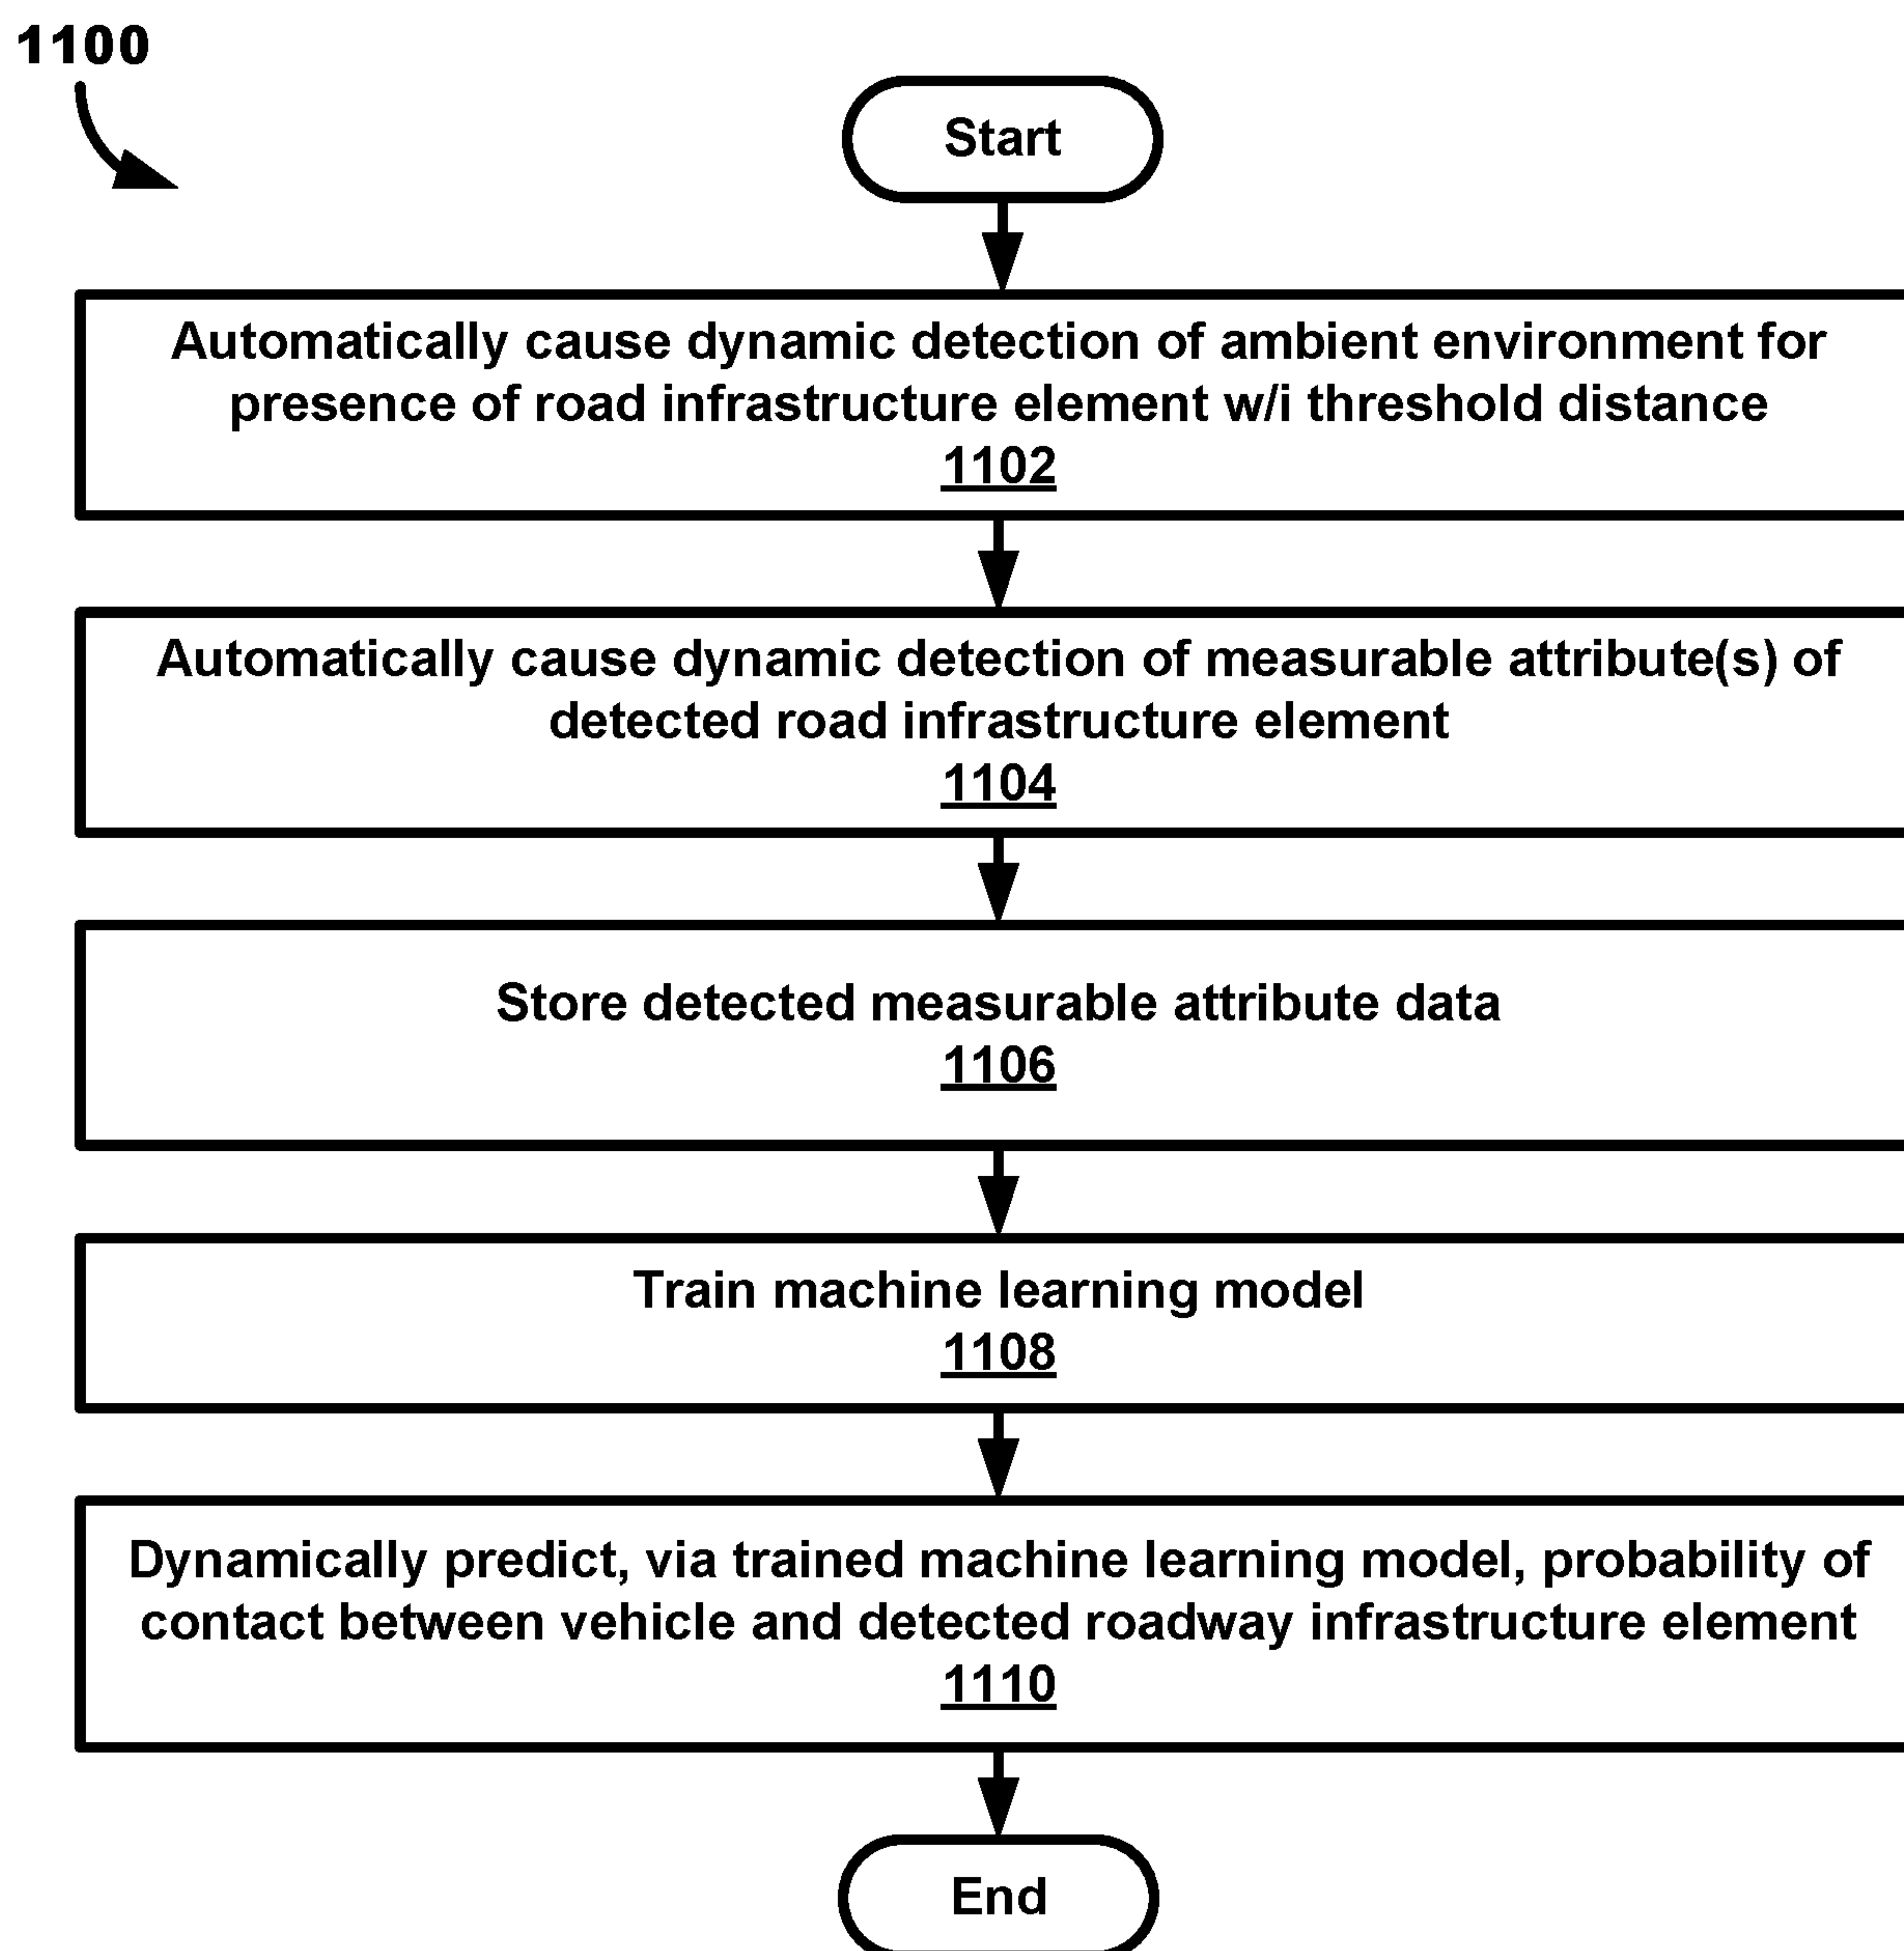 1100
Start
Automatically cause dynamic detection of ambient environment for
presence of road infrastructure element w/i threshold distance
1102
Automatically cause dynamic detection of measurable attribute(s) of
detected road infrastructure element
1104
Store detected measurable attribute data
1106
Train machine learning model
1108
Dynamically predict, via trained machine learning model, probability of
contact between vehicle and detected roadway infrastructure element
1110
End